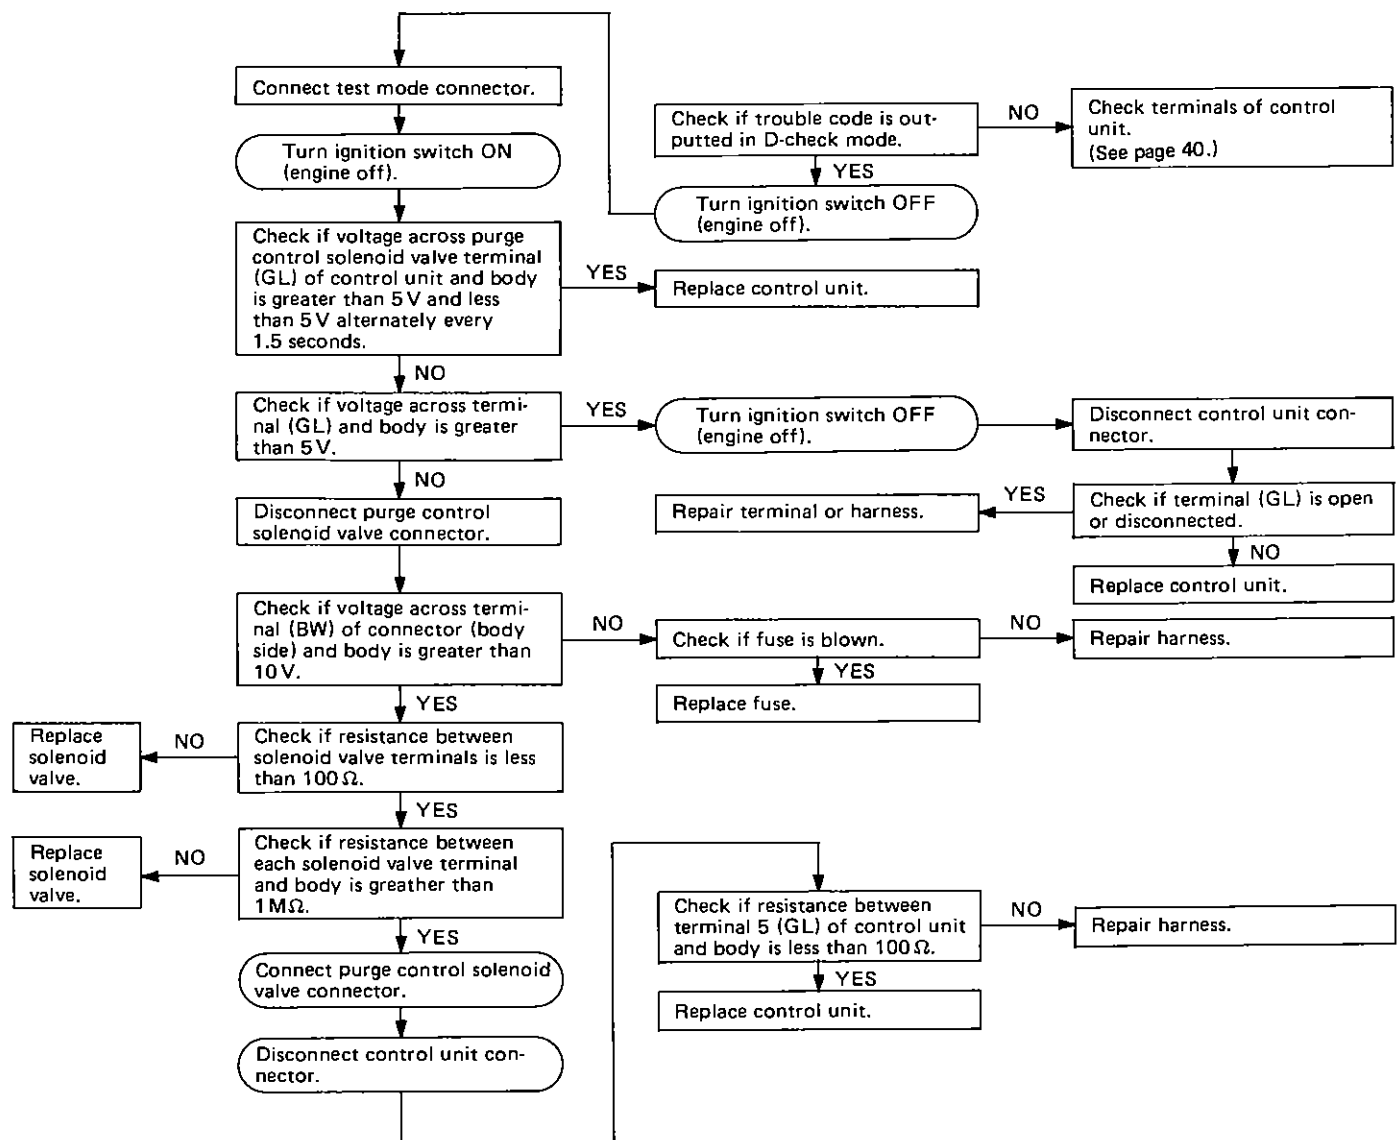 Connect test mode connector.
Turn ignition switch ON
(engine off).
Check if voltage across purge
control solenoid valve terminal
(GL) of control unit and body
is greater than 5 V and less
than 5 V alternately every
1.5 seconds.
YES
Replace control unit.
NO
Check if trouble code is out-
putted in D-check mode.
NO
Check terminals of control
unit.
(See page 40.)
YES
Turn ignition switch OFF
(engine off).
Check if voltage across termi-
nal (GL) and body is greater
than 5 V.
YES
Turn ignition switch OFF
(engine off).
Disconnect control unit con-
nector.
Check if terminal (GL) is open
or disconnected.
YES
Repair terminal or harness.
NO
Replace control unit.
NO
Disconnect purge control
solenoid valve connector.
Check if voltage across termi-
nal (BW) of connector (body
side) and body is greater than
10 V.
NO
Check if fuse is blown.
NO
Repair harness.
YES
Replace fuse.
YES
Check if resistance between
solenoid valve terminals is less
than 100 Ω.
NO
Replace
solenoid
valve.
YES
Check if resistance between
each solenoid valve terminal
and body is greather than
1 MΩ.
NO
Replace
solenoid
valve.
YES
Connect purge control solenoid
valve connector.
Disconnect control unit con-
nector.
Check if resistance between
terminal 5 (GL) of control unit
and body is less than 100 Ω.
NO
Repair harness.
YES
Replace control unit.